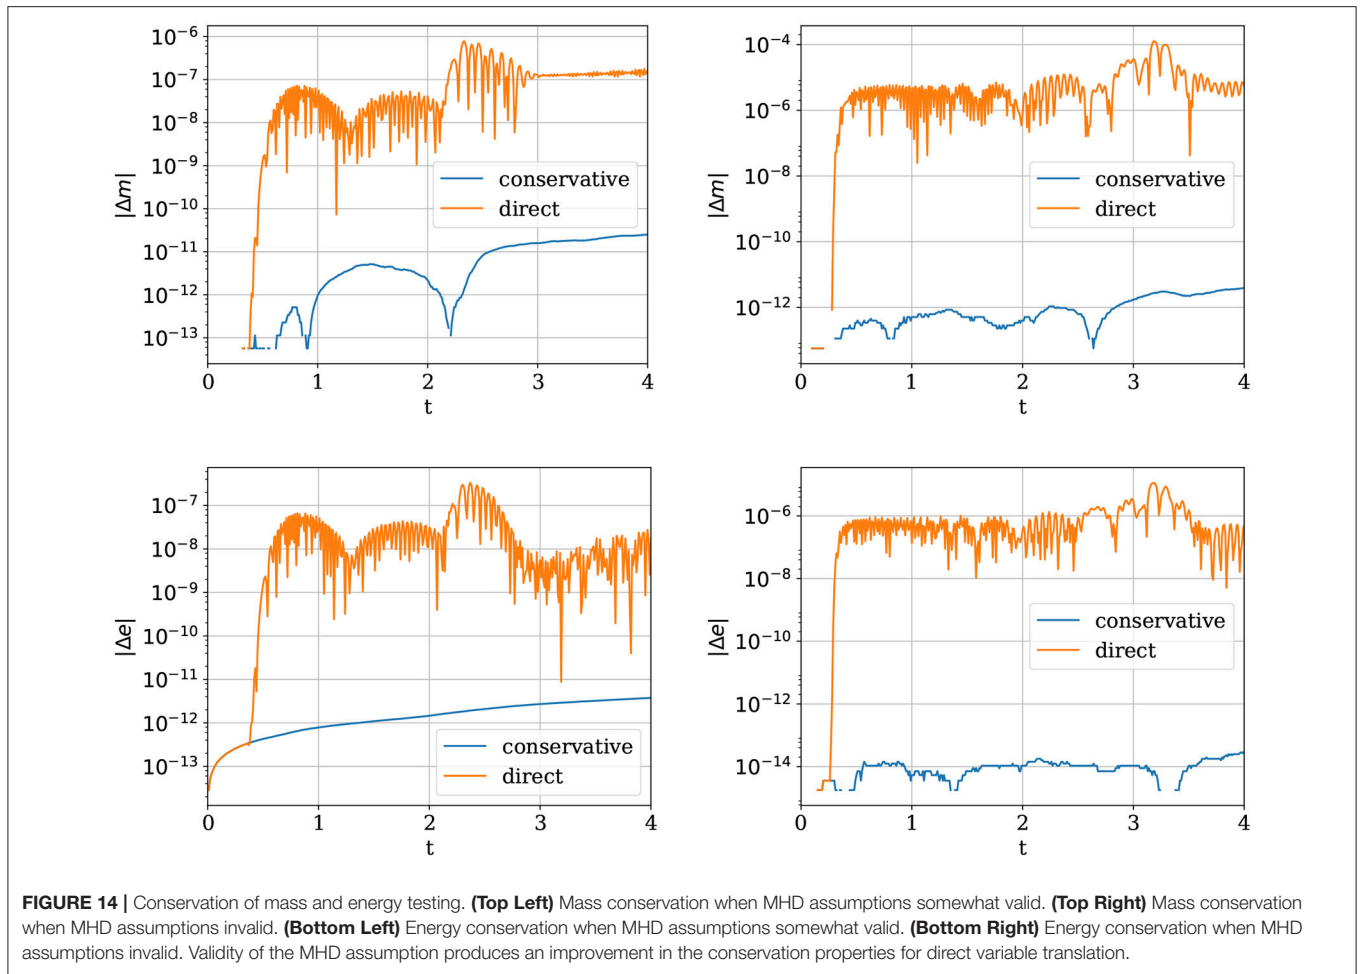 10⁻⁶
10⁻⁷
10⁻⁸
10⁻⁹
10⁻¹⁰
10⁻¹¹
10⁻¹²
10⁻¹³
|Δm|
conservative
direct
0 1 2 3 4
t
10⁻⁴
10⁻⁶
10⁻⁸
10⁻¹⁰
10⁻¹²
|Δm|
conservative
direct
0 1 2 3 4
t
10⁻⁷
10⁻⁸
10⁻⁹
10⁻¹⁰
10⁻¹¹
10⁻¹²
10⁻¹³
|Δe|
conservative
direct
0 1 2 3 4
t
10⁻⁶
10⁻⁸
10⁻¹⁰
10⁻¹²
10⁻¹⁴
|Δe|
conservative
direct
0 1 2 3 4
t
FIGURE 14 | Conservation of mass and energy testing. (Top Left) Mass conservation when MHD assumptions somewhat valid. (Top Right) Mass conservation
when MHD assumptions invalid. (Bottom Left) Energy conservation when MHD assumptions somewhat valid. (Bottom Right) Energy conservation when MHD
assumptions invalid. Validity of the MHD assumption produces an improvement in the conservation properties for direct variable translation.